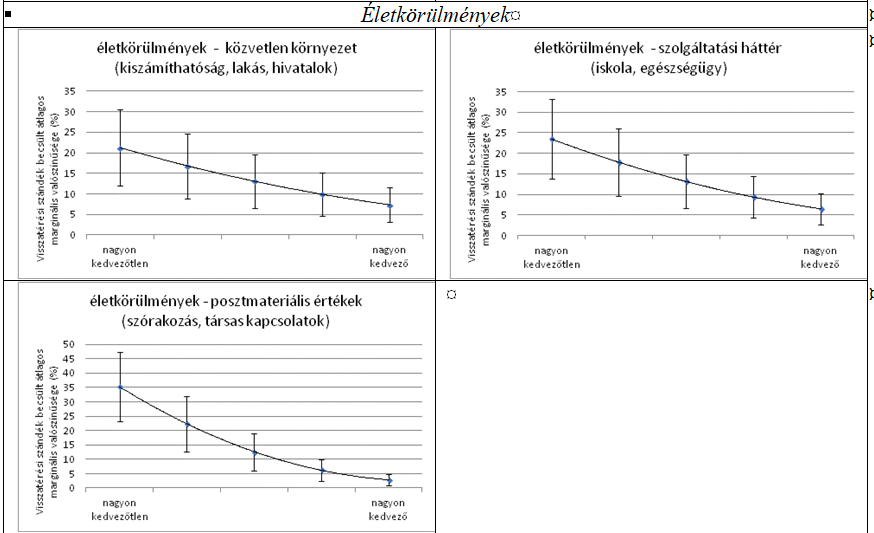 Életkörülmények
életkörülmények - közvetlen környezet
(kiszámíthatóság, lakás, hivatalok)
Visszatérési szándék becsült átlagos
marginális valószínűsége (%)
35
30
25
20
15
10
5
0
nagyon
kedvezőtlen
nagyon
kedvező
életkörülmények - szolgáltatási háttér
(iskola, egészségügy)
Visszatérési szándék becsült átlagos
marginális valószínűsége (%)
35
30
25
20
15
10
5
0
nagyon
kedvezőtlen
nagyon
kedvező
életkörülmények - posztmateriális értékek
(szórakozás, társas kapcsolatok)
Visszatérési szándék becsült átlagos
marginális valószínűsége (%)
50
45
40
35
30
25
20
15
10
5
0
nagyon
kedvezőtlen
nagyon
kedvező